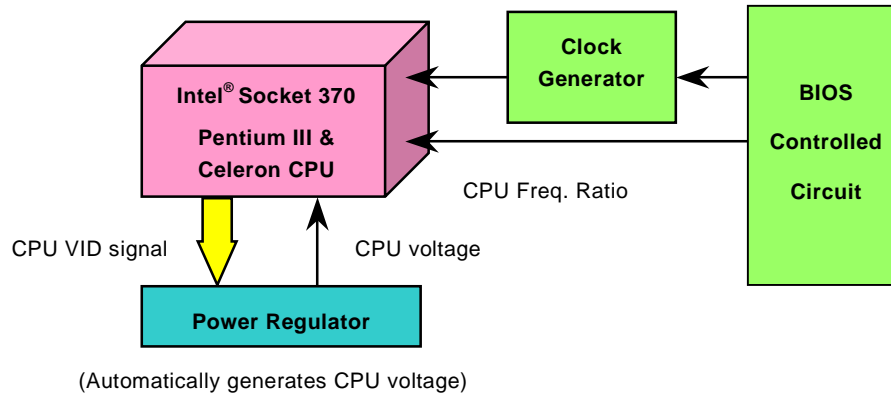 Intel® Socket 370
Pentium III &
Celeron CPU
Clock
Generator
BIOS
Controlled
Circuit
CPU Freq. Ratio
CPU VID signal
CPU voltage
Power Regulator
(Automatically generates CPU voltage)